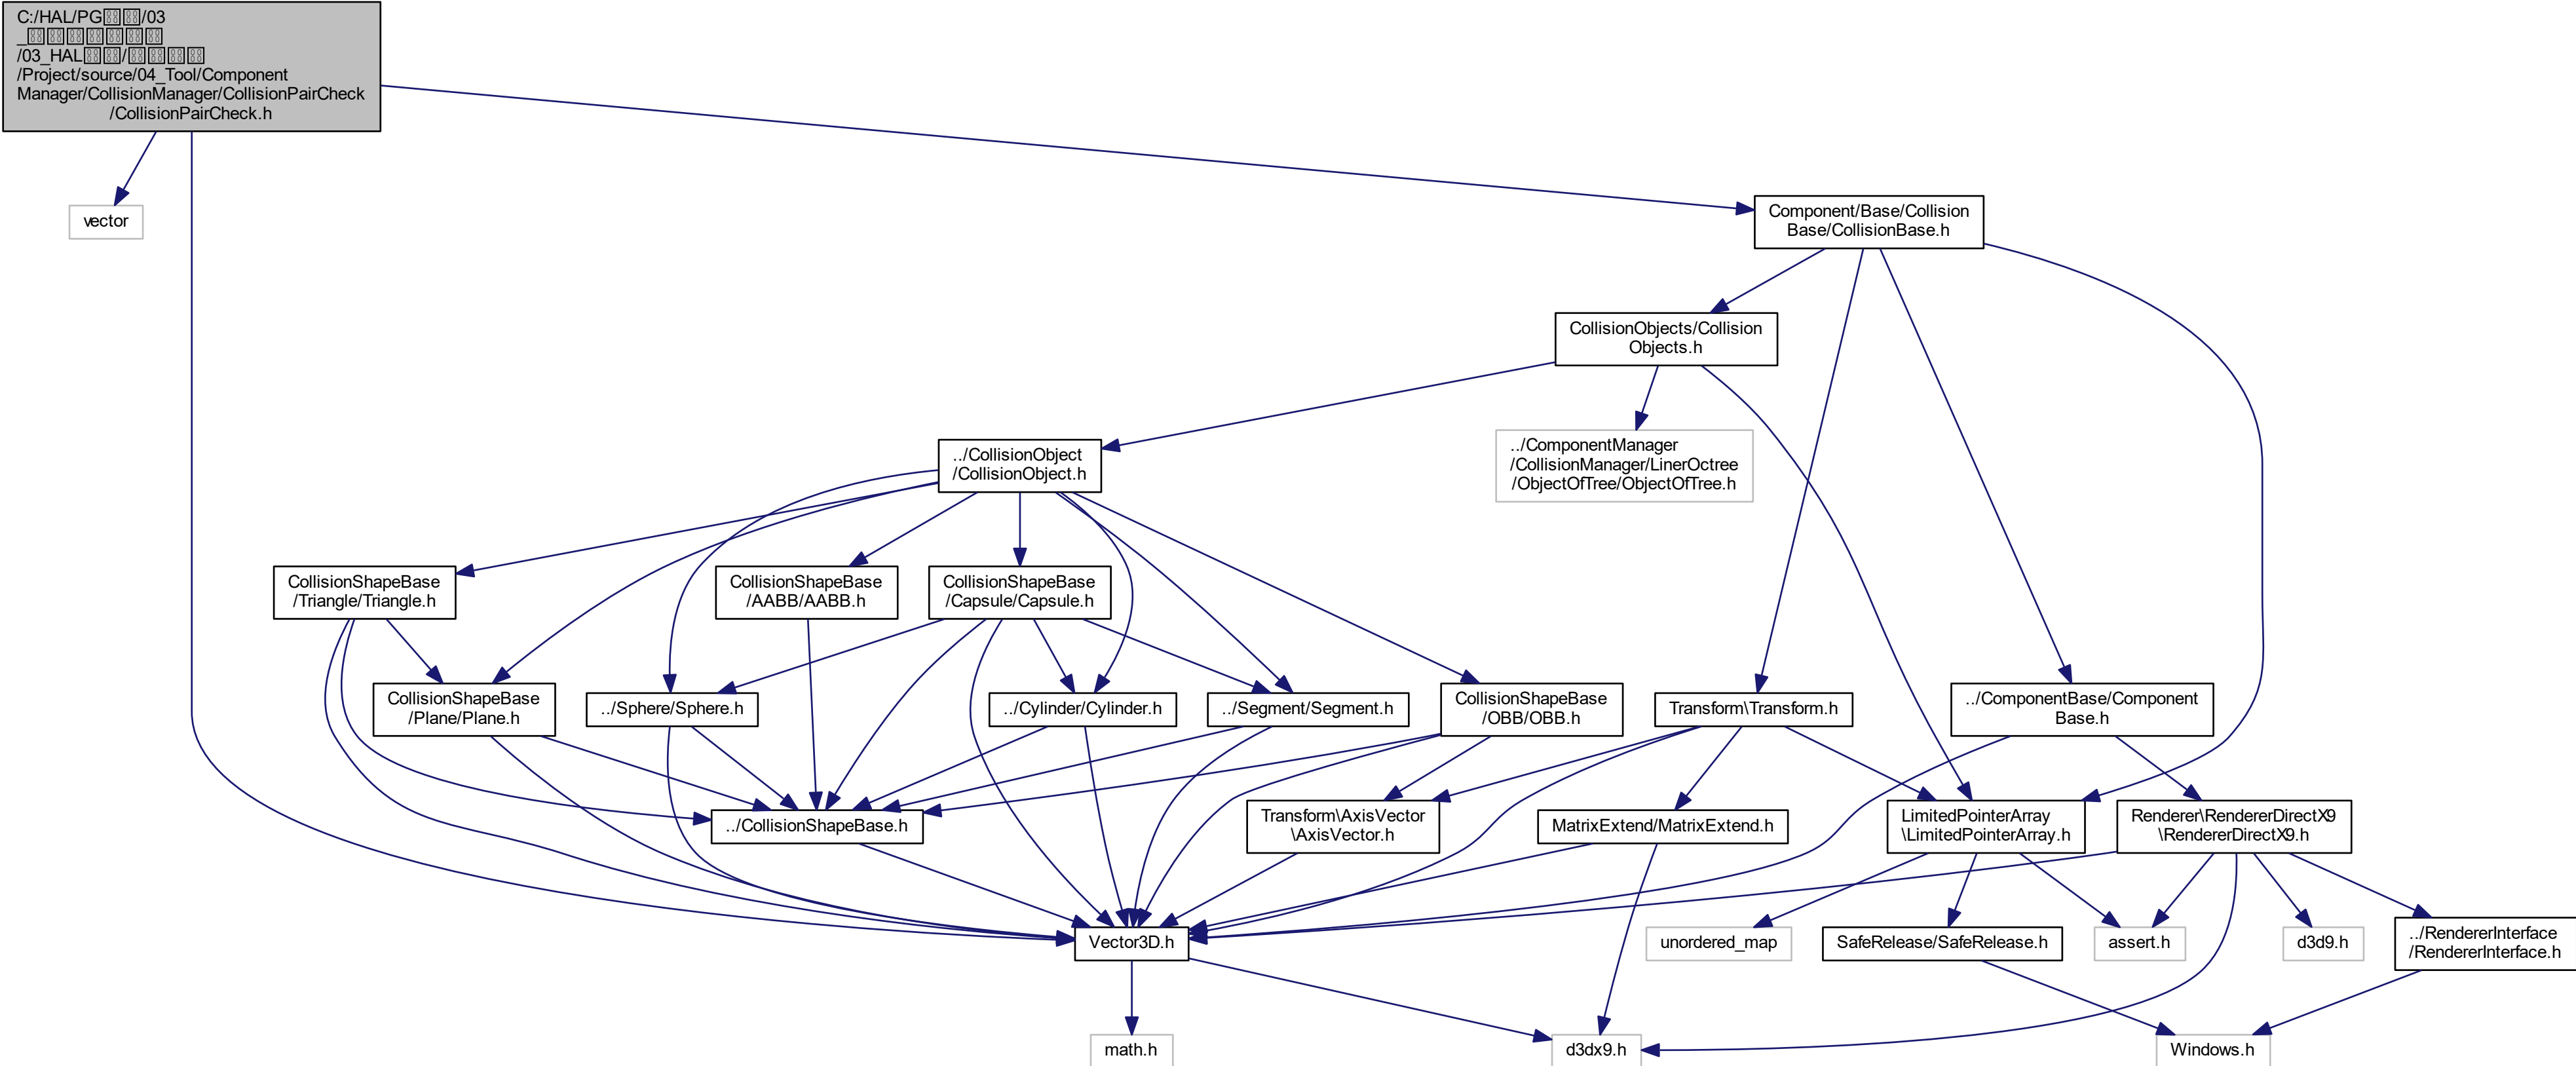 C:/HAL/PG/03
_
/03_HAL/
/Project/source/04_Tool/Component
Manager/CollisionManager/CollisionPairCheck
/CollisionPairCheck.h
vector
Component/Base/Collision
Base/CollisionBase.h
CollisionObjects/Collision
Objects.h
../CollisionObject
/CollisionObject.h
../ComponentManager
/CollisionManager/LinerOctree
/ObjectOfTree/ObjectOfTree.h
CollisionShapeBase
/Triangle/Triangle.h
CollisionShapeBase
/AABB/AABB.h
CollisionShapeBase
/Capsule/Capsule.h
CollisionShapeBase
/Plane/Plane.h
../Sphere/Sphere.h
../Cylinder/Cylinder.h
../Segment/Segment.h
CollisionShapeBase
/OBB/OBB.h
Transform\Transform.h
../ComponentBase/Component
Base.h
../CollisionShapeBase.h
Transform\AxisVector
\AxisVector.h
MatrixExtend/MatrixExtend.h
LimitedPointerArray
\LimitedPointerArray.h
Renderer\RendererDirectX9
\RendererDirectX9.h
Vector3D.h
unordered_map
SafeRelease/SafeRelease.h
assert.h
d3d9.h
../RendererInterface
/RendererInterface.h
math.h
d3dx9.h
Windows.h